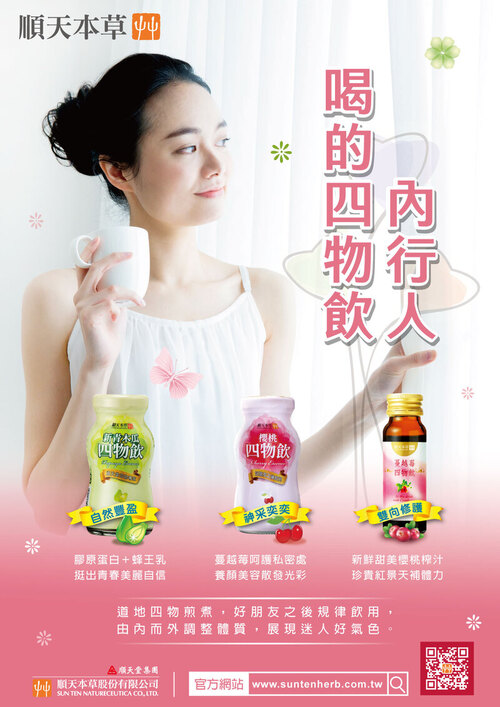 順天本草
內行人
喝的四物飲
新青木瓜
四物飲
自然豐盈
櫻桃
四物飲
Cherry Essence
神采奕奕
蔓越莓
四物飲
雙向修護
膠原蛋白＋蜂王乳
挺出青春美麗自信
蔓越莓呵護私密處
養顏美容散發光彩
新鮮甜美櫻桃榨汁
珍貴紅景天補體力
道地四物煎煮，好朋友之後規律飲用，
由內而外調整體質，展現迷人好氣色。
順天堂集團
順天本草股份有限公司
SUN TEN NATURECEUTICA CO., LTD.
官方網站
www.suntenherb.com.tw